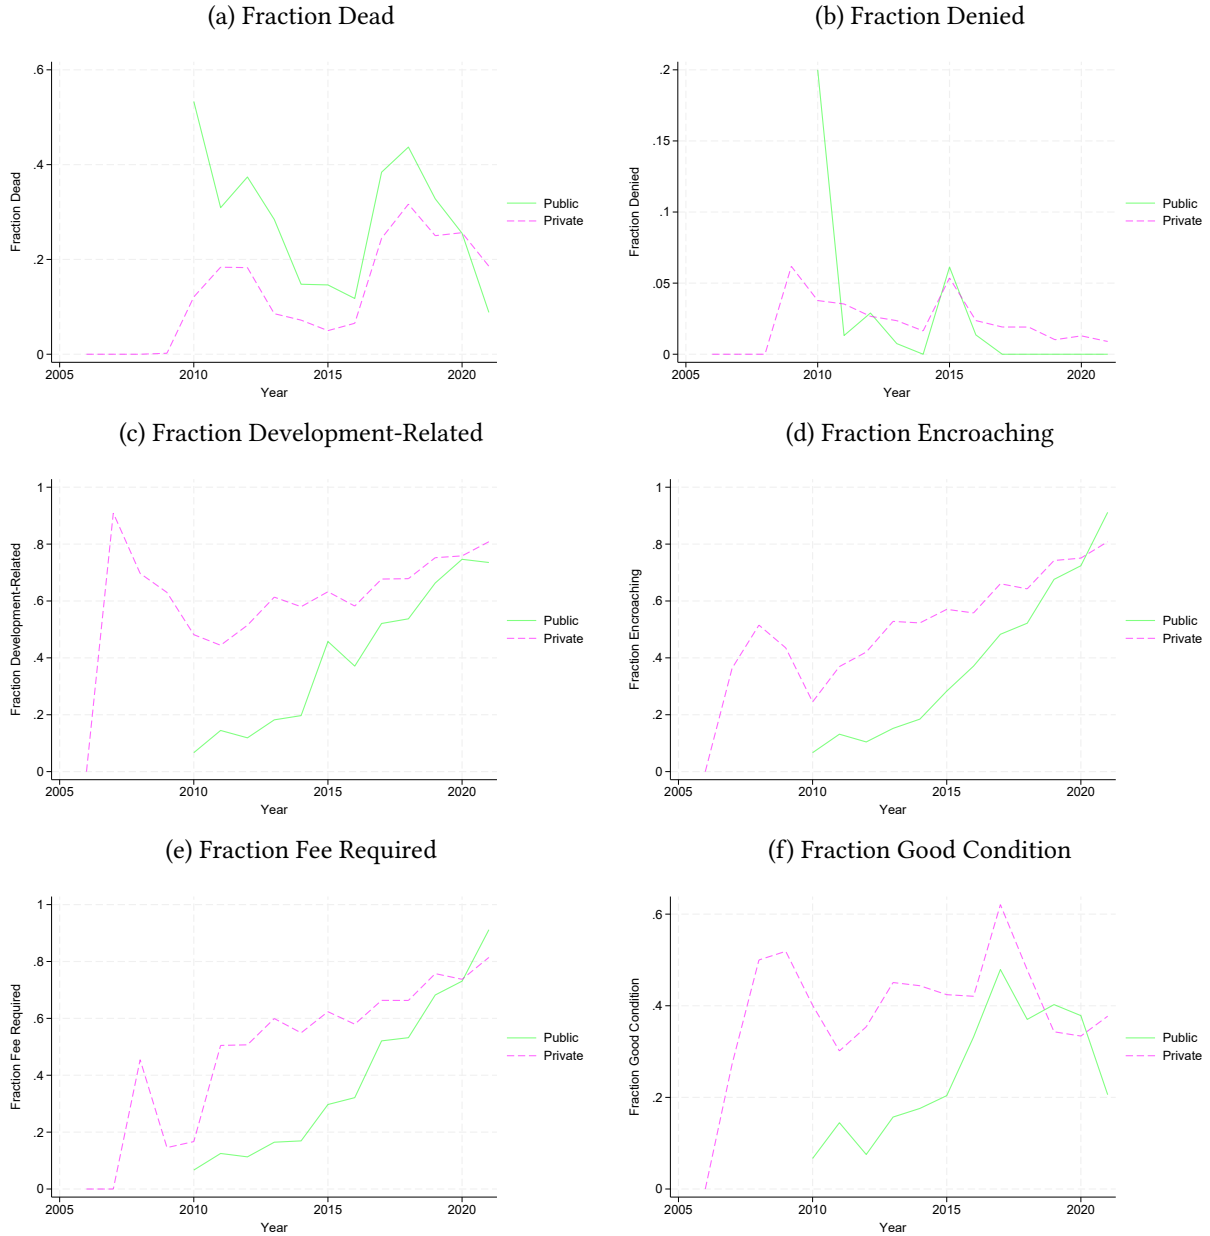 (a) Fraction Dead
.6
.4
.2
0
2005
2010
2015
2020
Fraction Dead
Year
Public
Private
(b) Fraction Denied
.2
.15
.1
.05
0
2005
2010
2015
2020
Fraction Denied
Year
Public
Private
(c) Fraction Development-Related
1
.8
.6
.4
.2
0
2005
2010
2015
2020
Fraction Development-Related
Year
Public
Private
(d) Fraction Encroaching
1
.8
.6
.4
.2
0
2005
2010
2015
2020
Fraction Encroaching
Year
Public
Private
(e) Fraction Fee Required
1
.8
.6
.4
.2
0
2005
2010
2015
2020
Fraction Fee Required
Year
Public
Private
(f) Fraction Good Condition
.6
.4
.2
0
2005
2010
2015
2020
Fraction Good Condition
Year
Public
Private